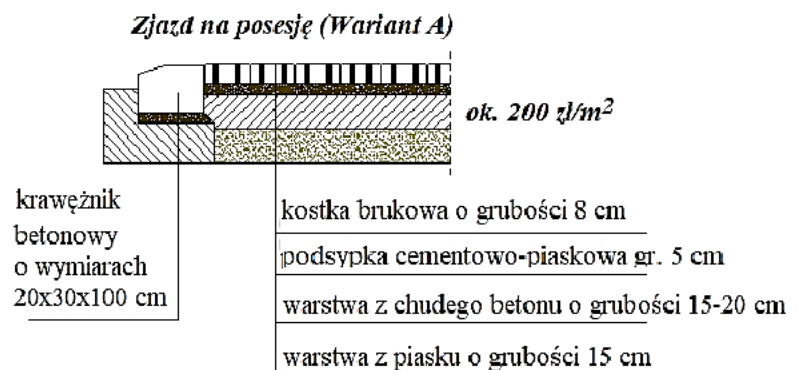 Zjazd na posesję (Wariant A)
ok. 200 zł/m²
krawężnik
betonowy
o wymiarach
20x30x100 cm
kostka brukowa o grubości 8 cm
podsypka cementowo-piaskowa gr. 5 cm
warstwa z chudego betonu o grubości 15-20 cm
warstwa z piasku o grubości 15 cm